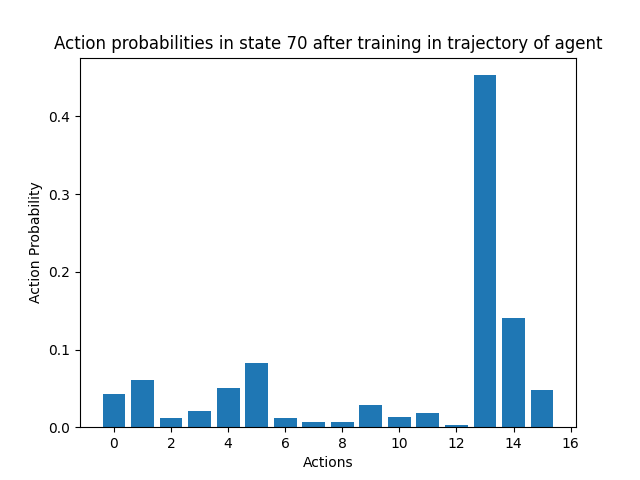 Action probabilities in state 70 after training in trajectory of agent
Action Probability
0.4
0.3
0.2
0.1
0.0
0 2 4 6 8 10 12 14 16
Actions